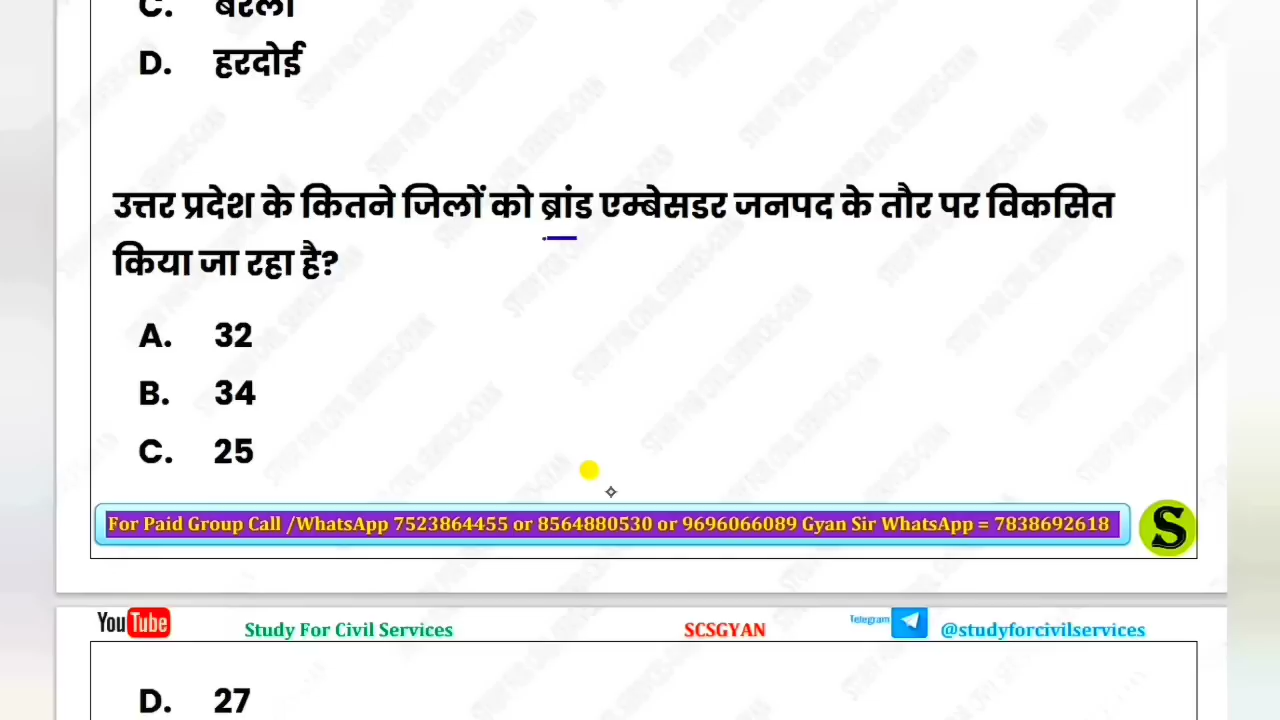 C. बरेली
D. हरदोई
उत्तर प्रदेश के कितने जिलों को ब्रांड एम्बेसडर जनपद के तौर पर विकसित
किया जा रहा है?
A. 32
B. 34
C. 25
For Paid Group Call /WhatsApp 7523864455 or 8564880530 or 9696066089 Gyan Sir WhatsApp = 7838692618
S
YouTube Study For Civil Services SCSGYAN Telegram @studyforcivilservices
D. 27